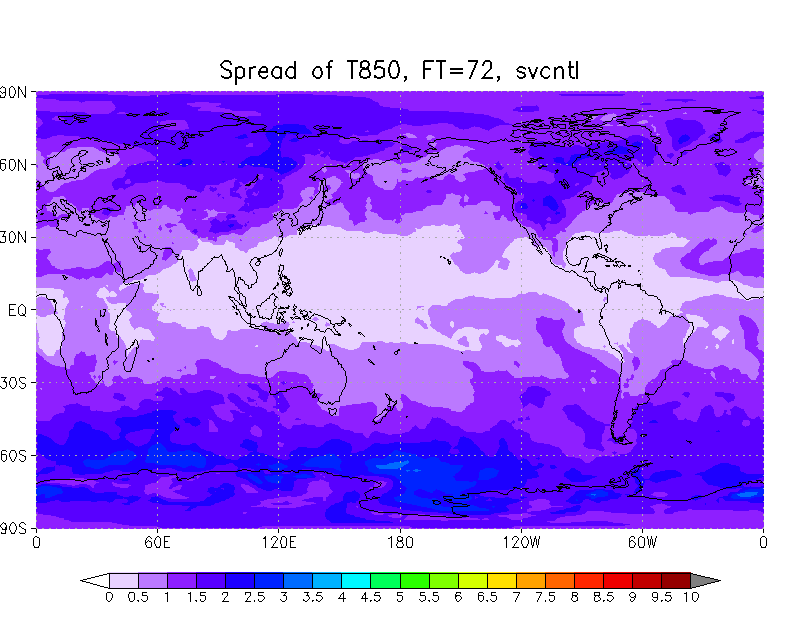 Spread of T850, FT=72, svcntl
90N
60N
30N
EQ
30S
60S
90S
0 60E 120E 180 120W 60W 0
0 0.5 1 1.5 2 2.5 3 3.5 4 4.5 5 5.5 6 6.5 7 7.5 8 8.5 9 9.5 10